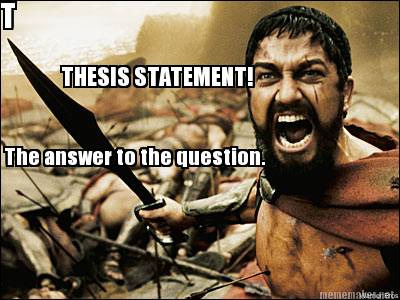 T
THESIS STATEMENT!
The answer to the question.
mememaker.net